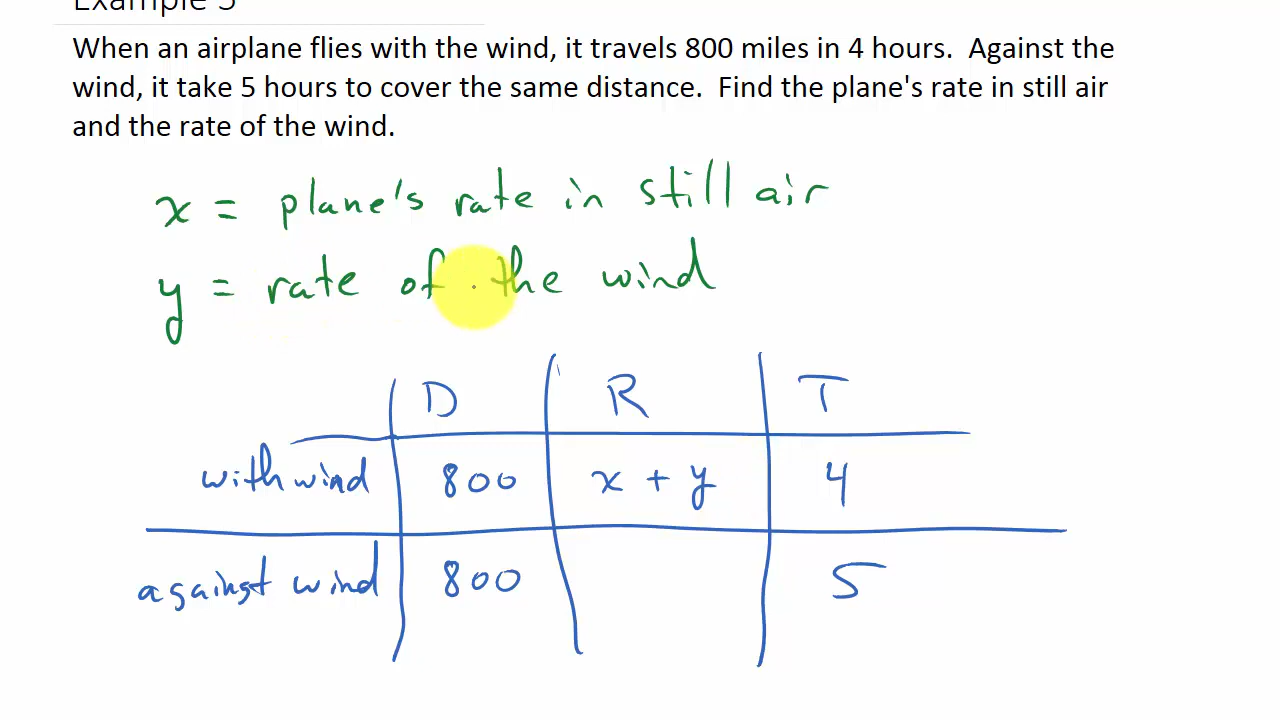 Example 5
When an airplane flies with the wind, it travels 800 miles in 4 hours. Against the
wind, it take 5 hours to cover the same distance. Find the plane's rate in still air
and the rate of the wind.
x = plane's rate in still air
y = rate of the wind
D R T
with wind 800 x + y 4
against wind 800 5